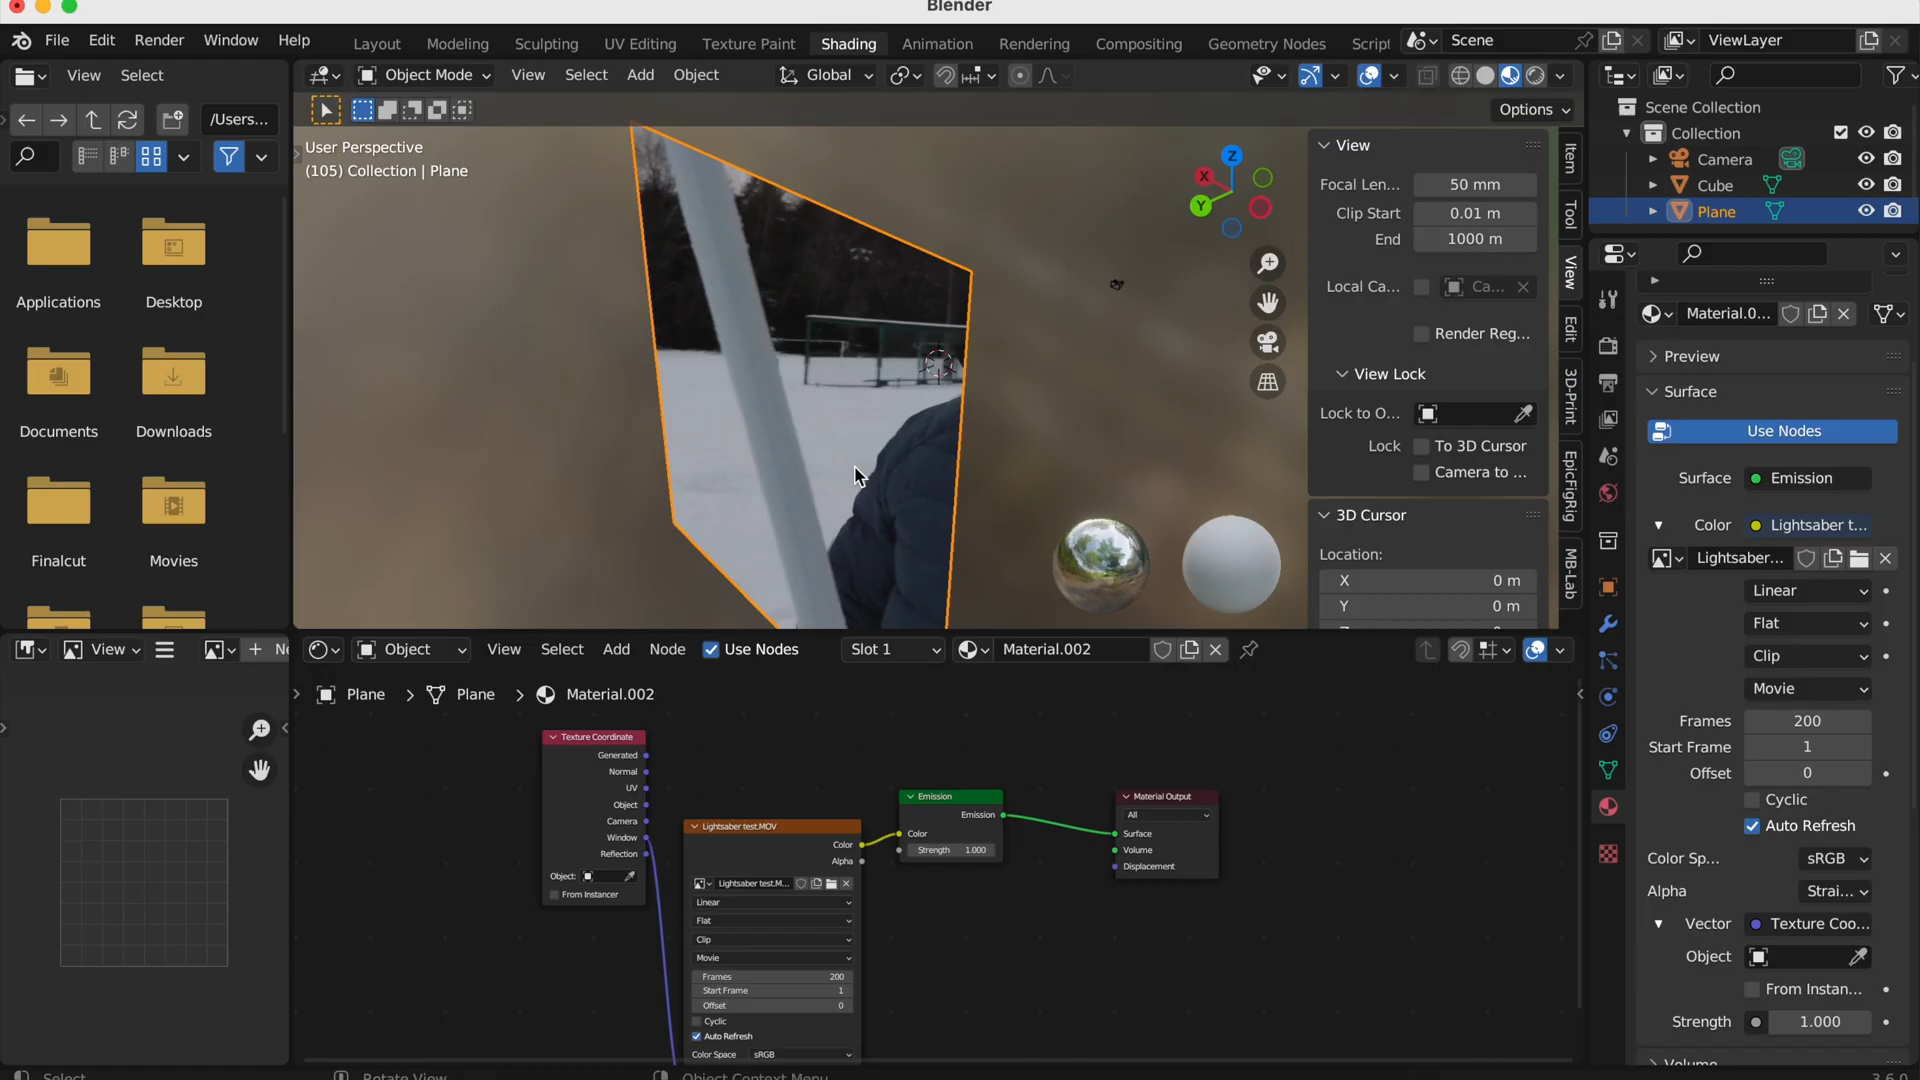 Blender
File Edit Render Window Help
Layout Modeling Sculpting UV Editing Texture Paint Shading Animation Rendering Compositing Geometry Nodes Script
Scene
ViewLayer
View Select
Object Mode View Select Add Object Global
/Users...
Options
User Perspective
(105) Collection | Plane
Applications
Desktop
Documents
Downloads
Finalcut
Movies
X
Y
Z
View
Focal Len... 50 mm
Clip Start 0.01 m
End 1000 m
Local Ca... Ca...
Render Reg...
View Lock
Lock to O...
Lock To 3D Cursor
Camera to ...
3D Cursor
Location:
X 0 m
Y 0 m
Item
Tool
View
Edit
3D-Print
EpicFigRig
MB-Lab
Scene Collection
Collection
Camera
Cube
Plane
Material.0...
Preview
Surface
Use Nodes
Surface Emission
Color Lightsaber t...
Lightsaber...
Linear
Flat
Clip
Movie
Frames 200
Start Frame 1
Offset 0
Cyclic
Auto Refresh
Color Sp... sRGB
Alpha Strai...
Vector Texture Coo...
Object
From Instan...
Strength 1.000
Volume
View
Ne
Object View Select Add Node Use Nodes Slot 1 Material.002
Plane > Plane > Material.002
Texture Coordinate
Generated
Normal
UV
Object
Camera
Window
Reflection
Object:
From Instancer
Lightsaber test.MOV
Color
Alpha
Lightsaber test.M...
Linear
Flat
Clip
Movie
Frames 200
Start Frame 1
Offset 0
Cyclic
Auto Refresh
Color Space sRGB
Emission
Emission
Color
Strength 1.000
Material Output
All
Surface
Volume
Displacement
Select
Rotate View
Object Context Menu
3.6.0